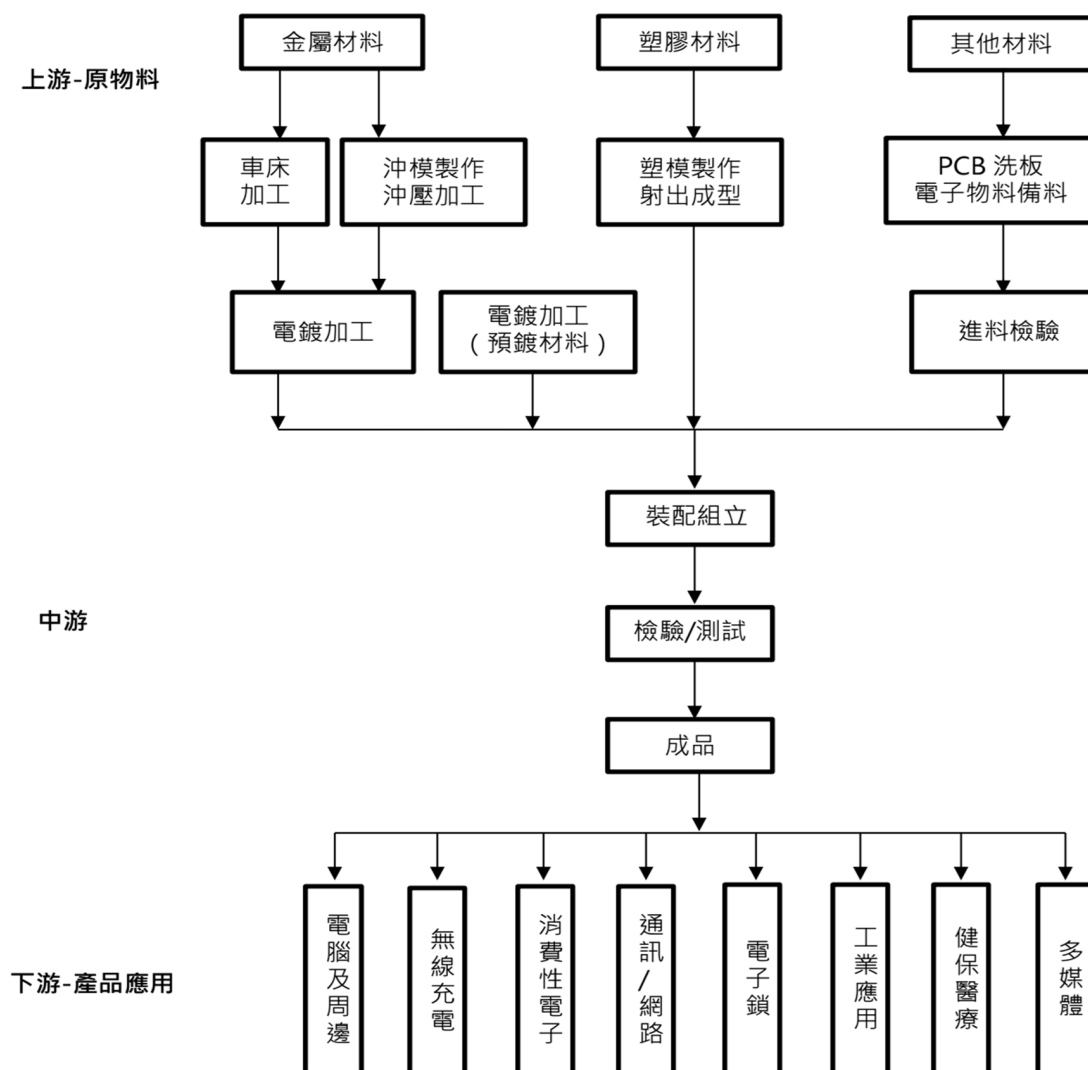 金屬材料
塑膠材料
其他材料
上游-原物料
車床
加工
沖模製作
沖壓加工
塑模製作
射出成型
PCB 洗板
電子物料備料
電鍍加工
電鍍加工
(預鍍材料)
進料檢驗
裝配組立
中游
檢驗/測試
成品
下游-產品應用
電腦及周邊
無線充電
消費性電子
通訊/網路
電子鎖
工業應用
健保醫療
多媒體